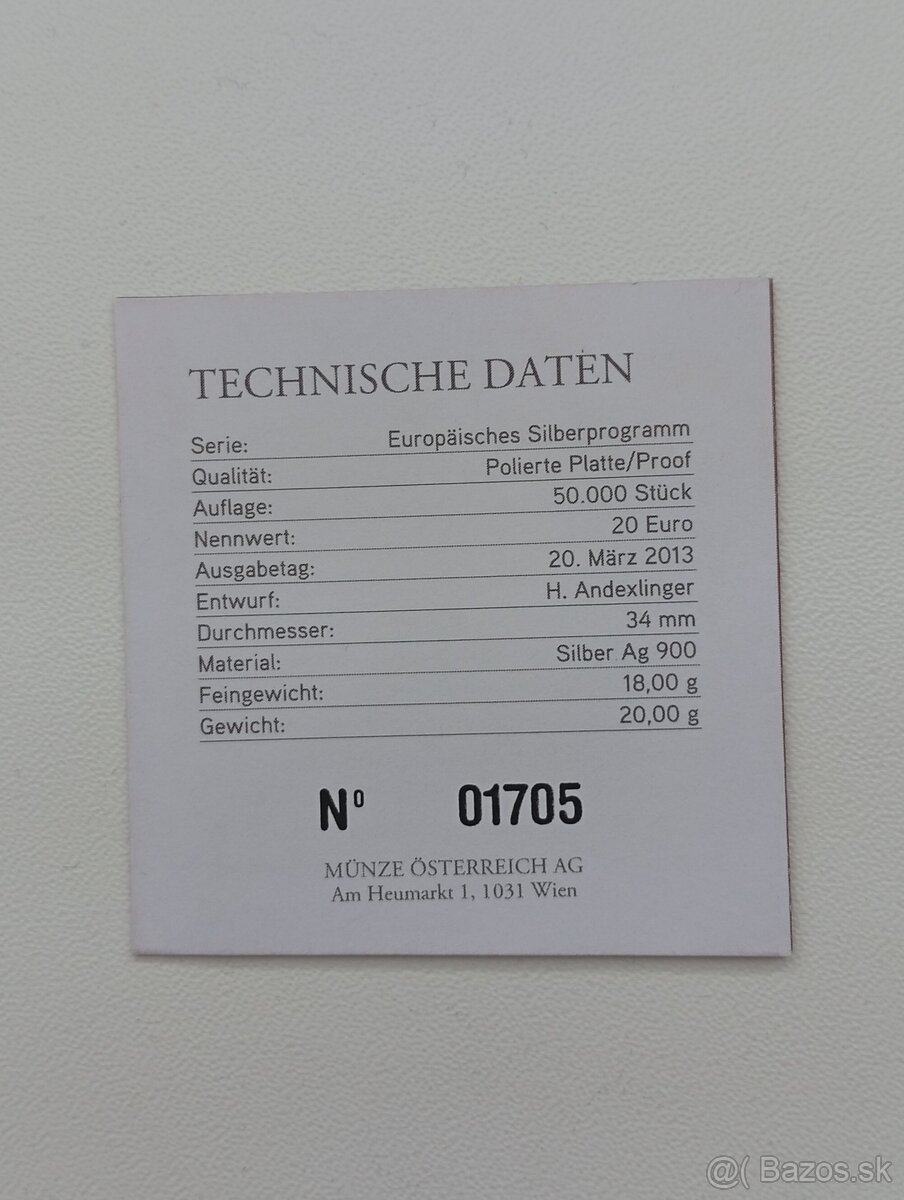 TECHNISCHE DATEN
Serie: Europäisches Silberprogramm
Qualität: Polierte Platte/Proof
Auflage: 50.000 Stück
Nennwert: 20 Euro
Ausgabetag: 20. März 2013
Entwurf: H. Andexlinger
Durchmesser: 34 mm
Material: Silber Ag 900
Feingewicht: 18,00 g
Gewicht: 20,00 g
Nº 01705
MÜNZE ÖSTERREICH AG
Am Heumarkt 1, 1031 Wien
@( Bazos.sk